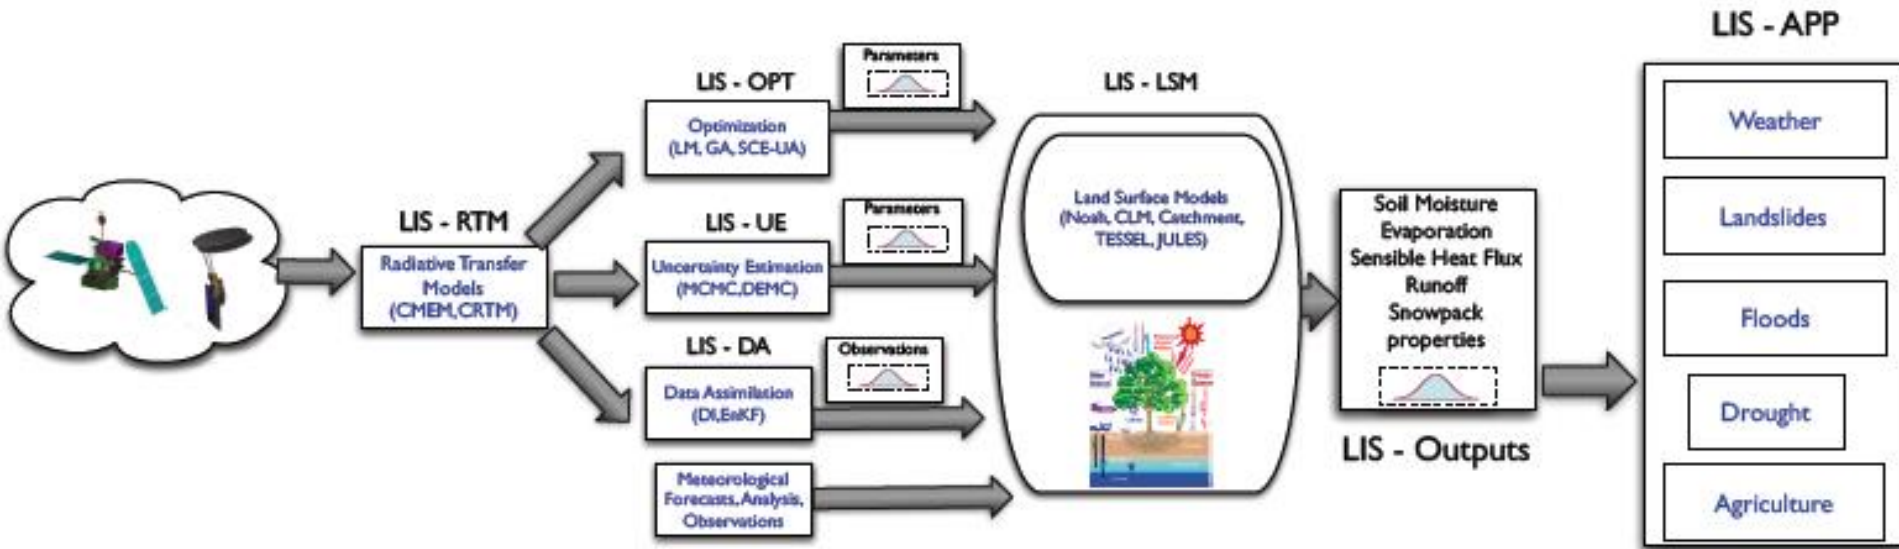 LIS - RTM
Radiative Transfer
Models
(CMEM,CRTM)
LIS - OPT
Optimization
(LM, GA, SCE-UA)
Parameters
LIS - UE
Uncertainty Estimation
(MCMC,DEMC)
Parameters
LIS - DA
Data Assimilation
(DI,EnKF)
Observations
Meteorological
Forecasts, Analysis,
Observations
LIS - LSM
Land Surface Models
(Noah, CLM, Catchment,
TESSEL, JULES)
Soil Moisture
Evaporation
Sensible Heat Flux
Runoff
Snowpack
properties
LIS - Outputs
LIS - APP
Weather
Landslides
Floods
Drought
Agriculture